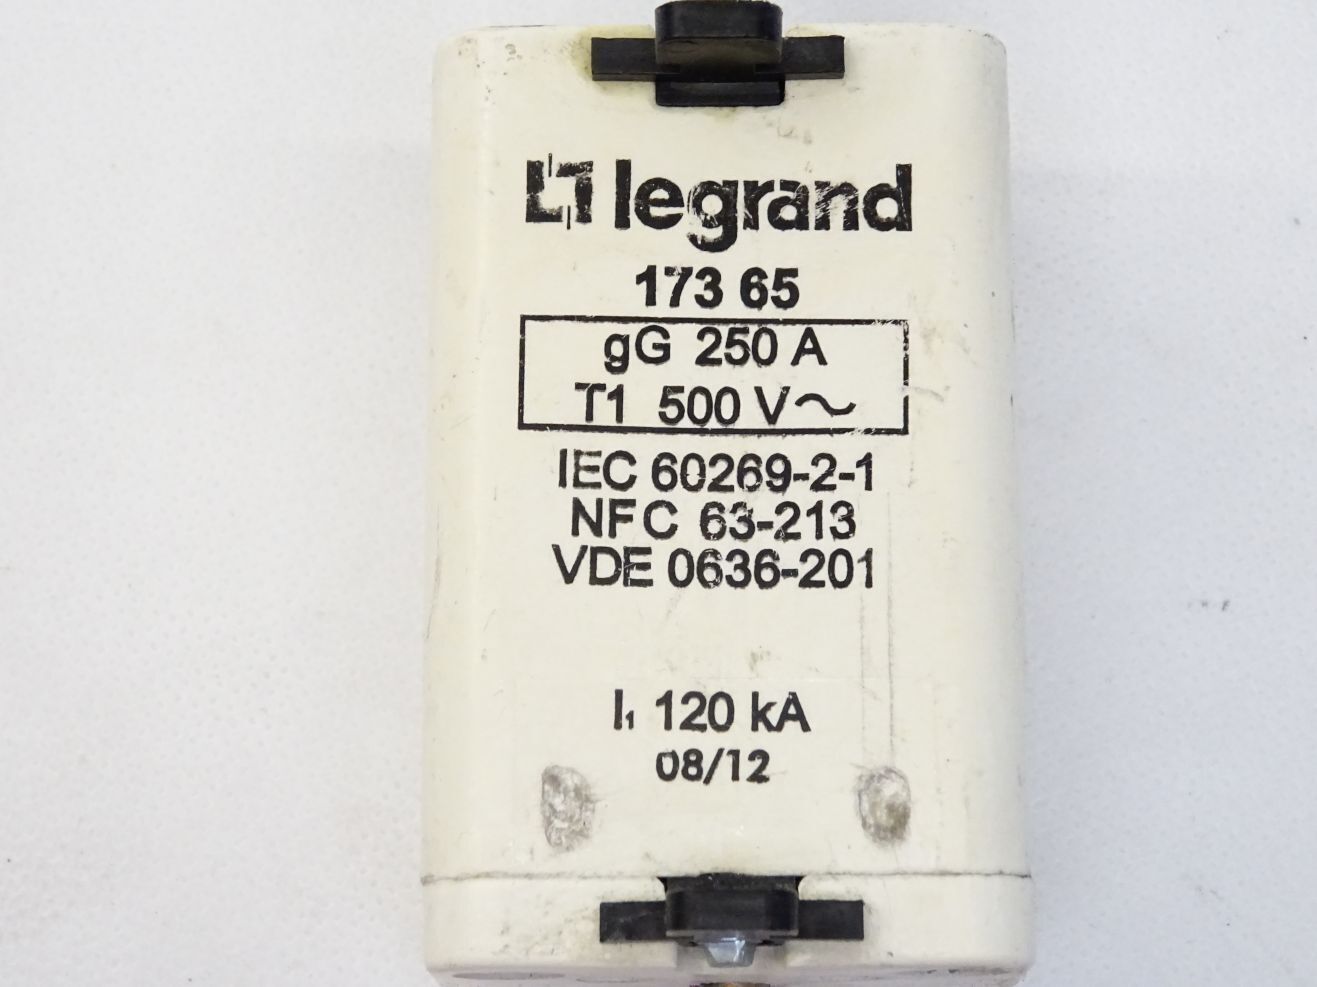 legrand
173 65
gG 250 A
T1 500 V~
IEC 60269-2-1
NFC 63-213
VDE 0636-201
I₁ 120 kA
08/12